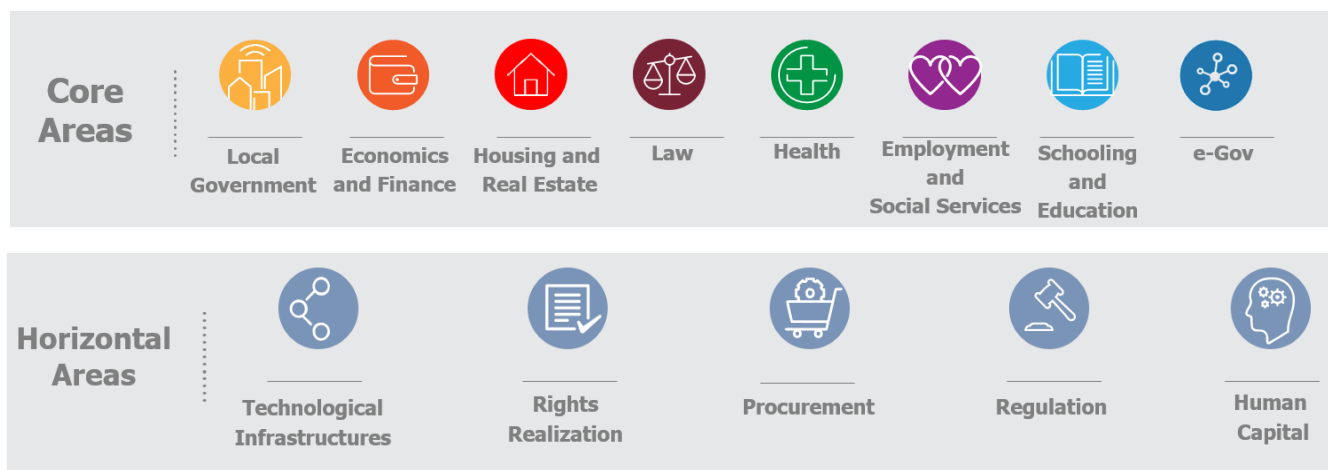 Core
Areas
Local
Government
Economics
and Finance
Housing and
Real Estate
Law
Health
Employment
and
Social Services
Schooling
and
Education
e-Gov
Horizontal
Areas
Technological
Infrastructures
Rights
Realization
Procurement
Regulation
Human
Capital